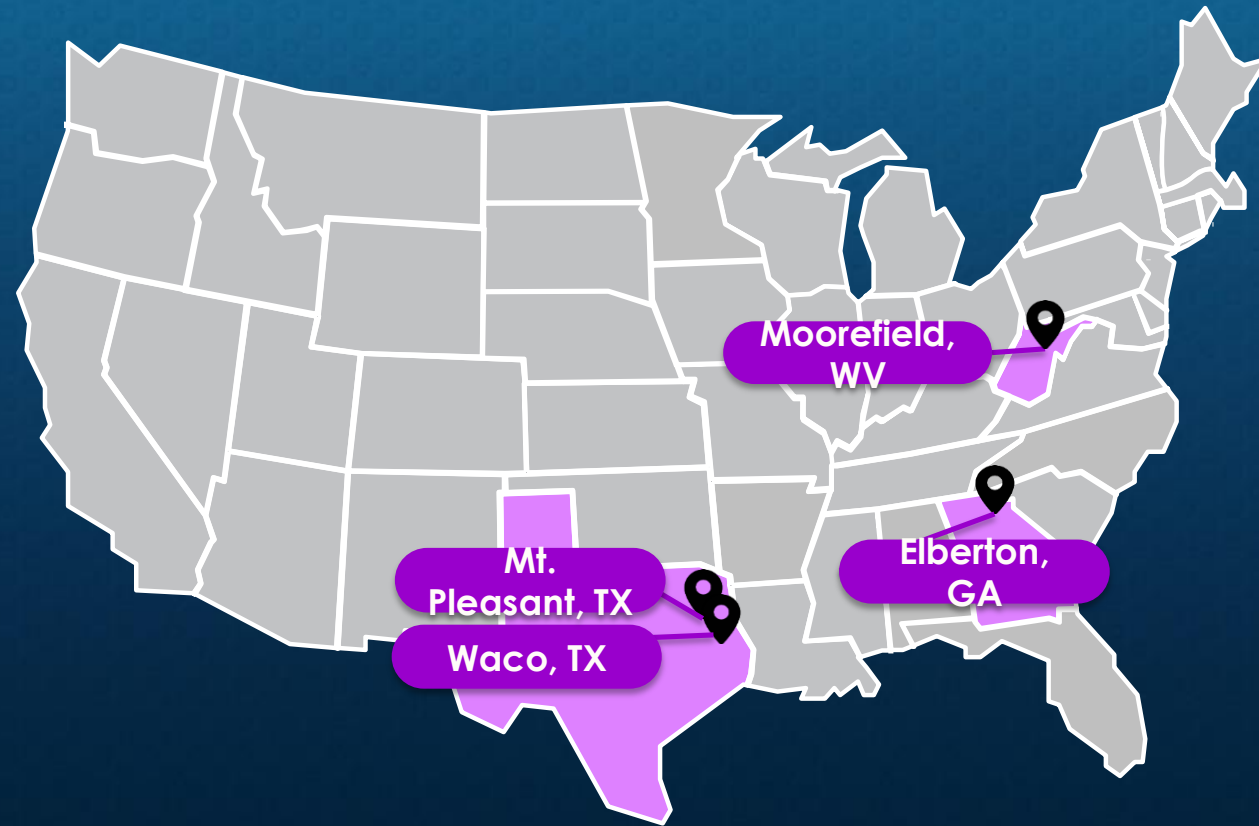 Moorefield,
WV
Elberton,
GA
Mt.
Pleasant, TX
Waco, TX